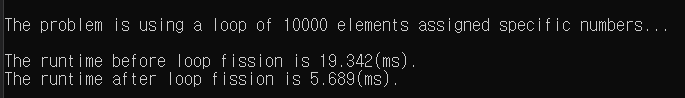 The problem is using a loop of 10000 elements assigned specific numbers...
The runtime before loop fission is 19.342(ms).
The runtime after loop fission is 5.689(ms).